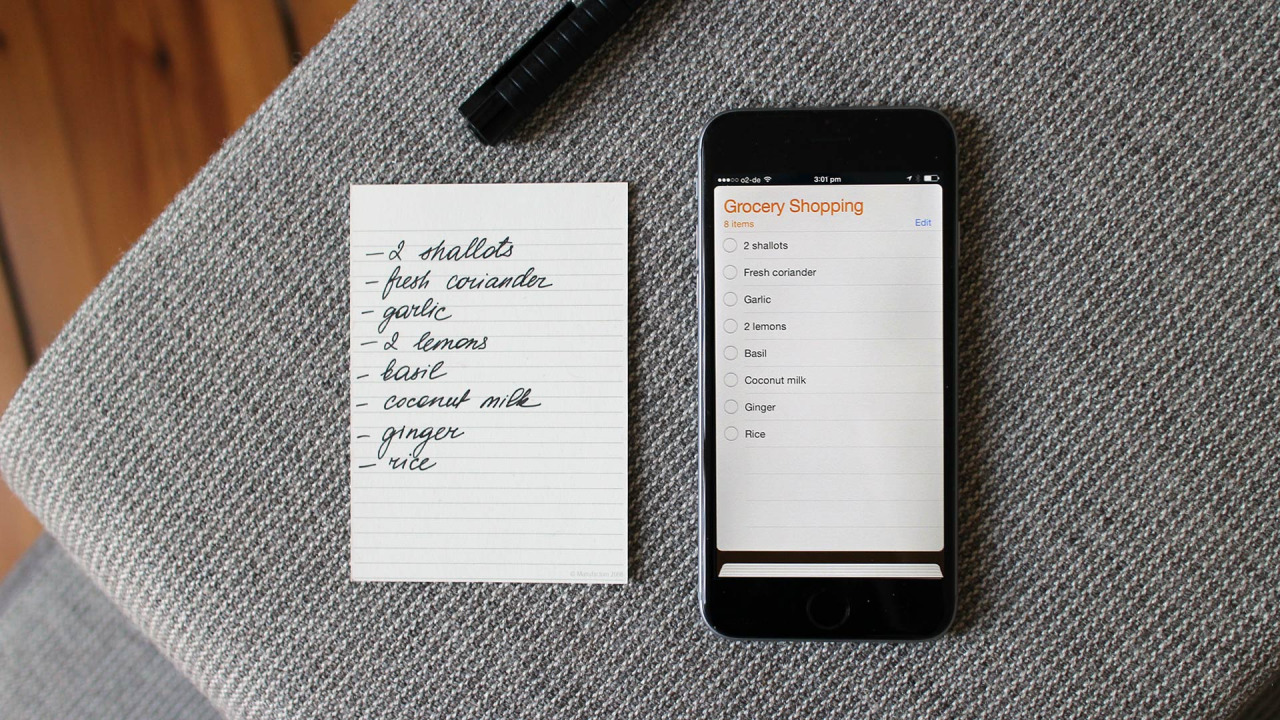 - 2 shallots
- fresh coriander
- garlic
- 2 lemons
- basil
- coconut milk
- ginger
- rice
o2-de 3:01 pm
Grocery Shopping
8 items Edit
2 shallots
Fresh coriander
Garlic
2 lemons
Basil
Coconut milk
Ginger
Rice